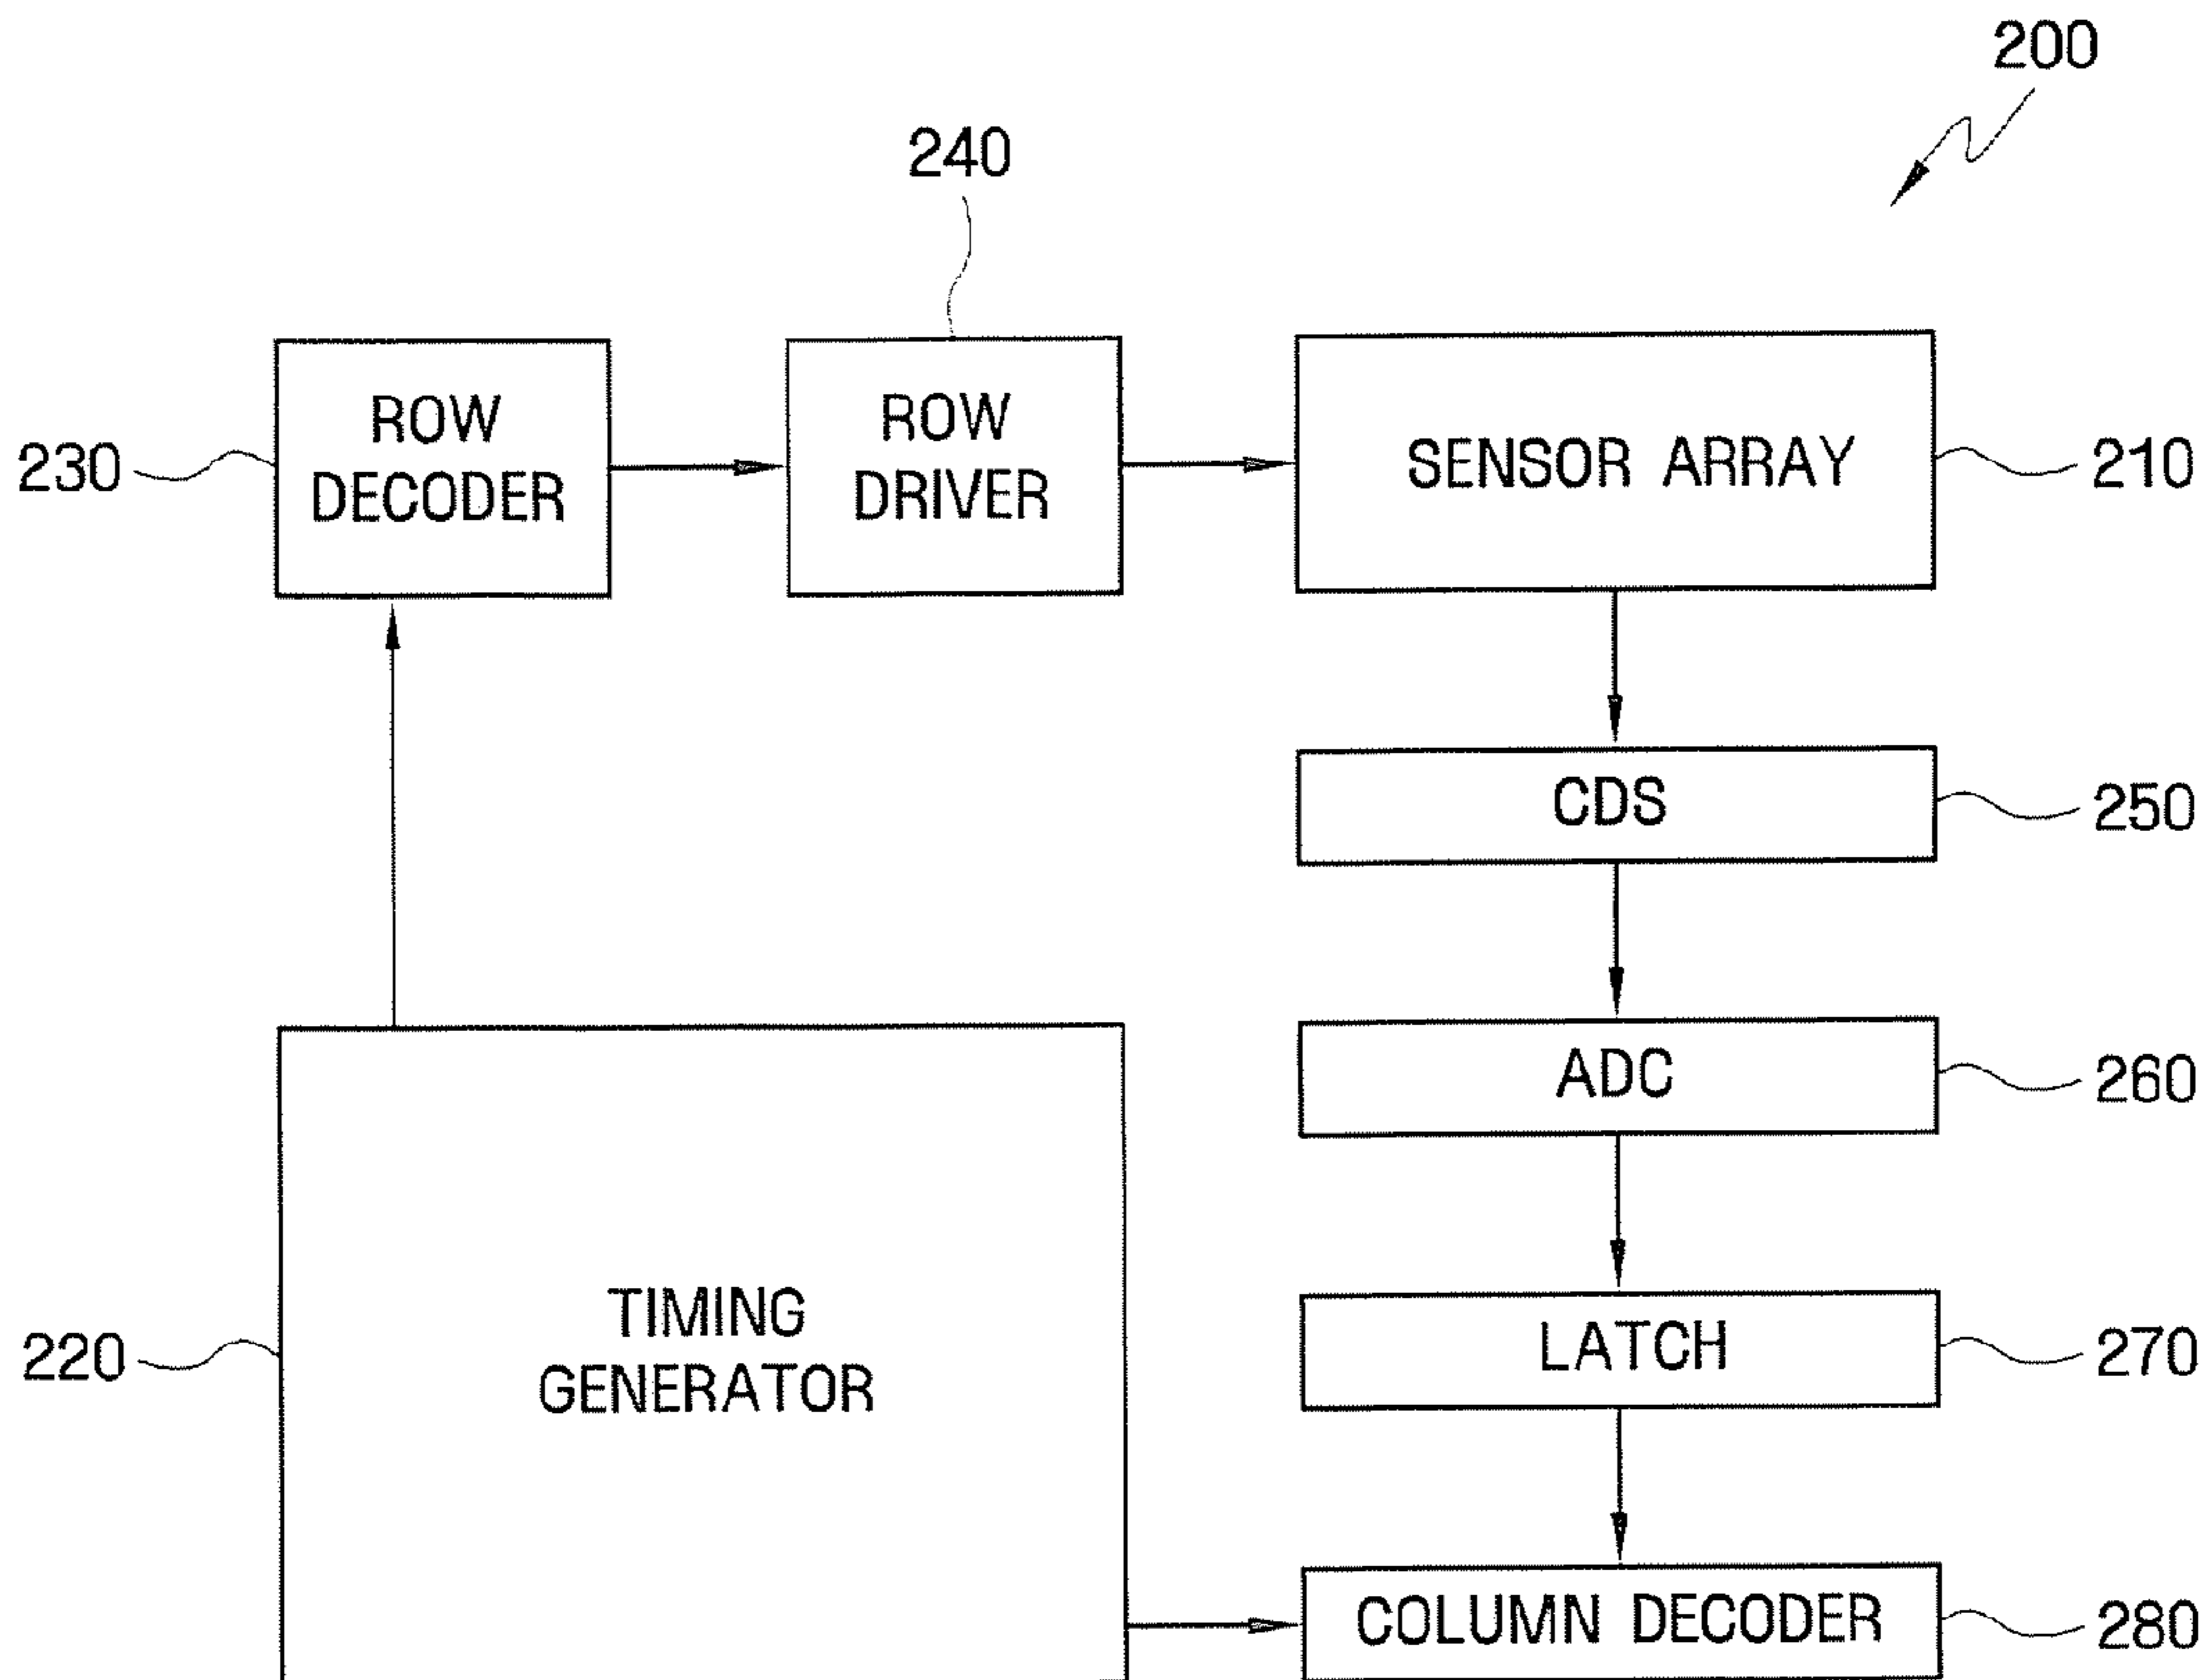 200
240
230
ROW
DECODER
ROW
DRIVER
SENSOR ARRAY
210
CDS
250
ADC
260
220
TIMING
GENERATOR
LATCH
270
COLUMN DECODER
280